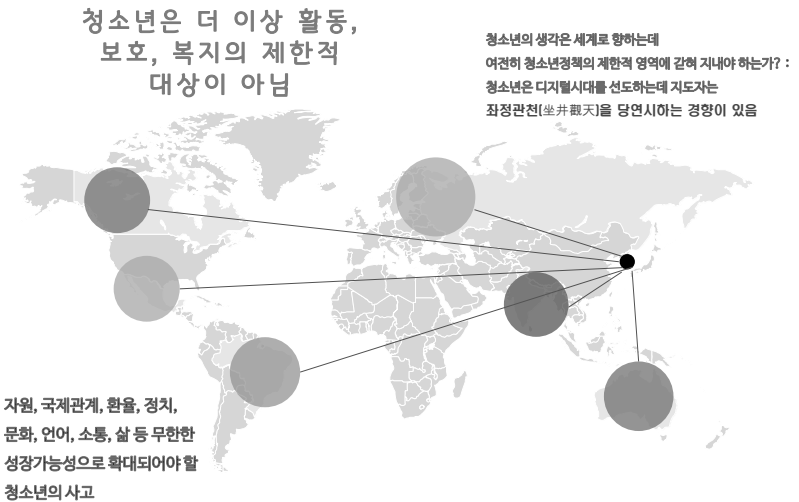 청소년은 더 이상 활동,
보호, 복지의 제한적
대상이 아님
청소년의 생각은 세계로 향하는데
여전히 청소년정책의 제한적 영역에 갇혀 지내야 하는가? :
청소년은 디지털시대를 선도하는데 지도자는
좌정관천(坐井觀天)을 당연시하는 경향이 있음
자원, 국제관계, 환율, 정치,
문화, 언어, 소통, 삶 등 무한한
성장가능성으로 확대되어야 할
청소년의 사고